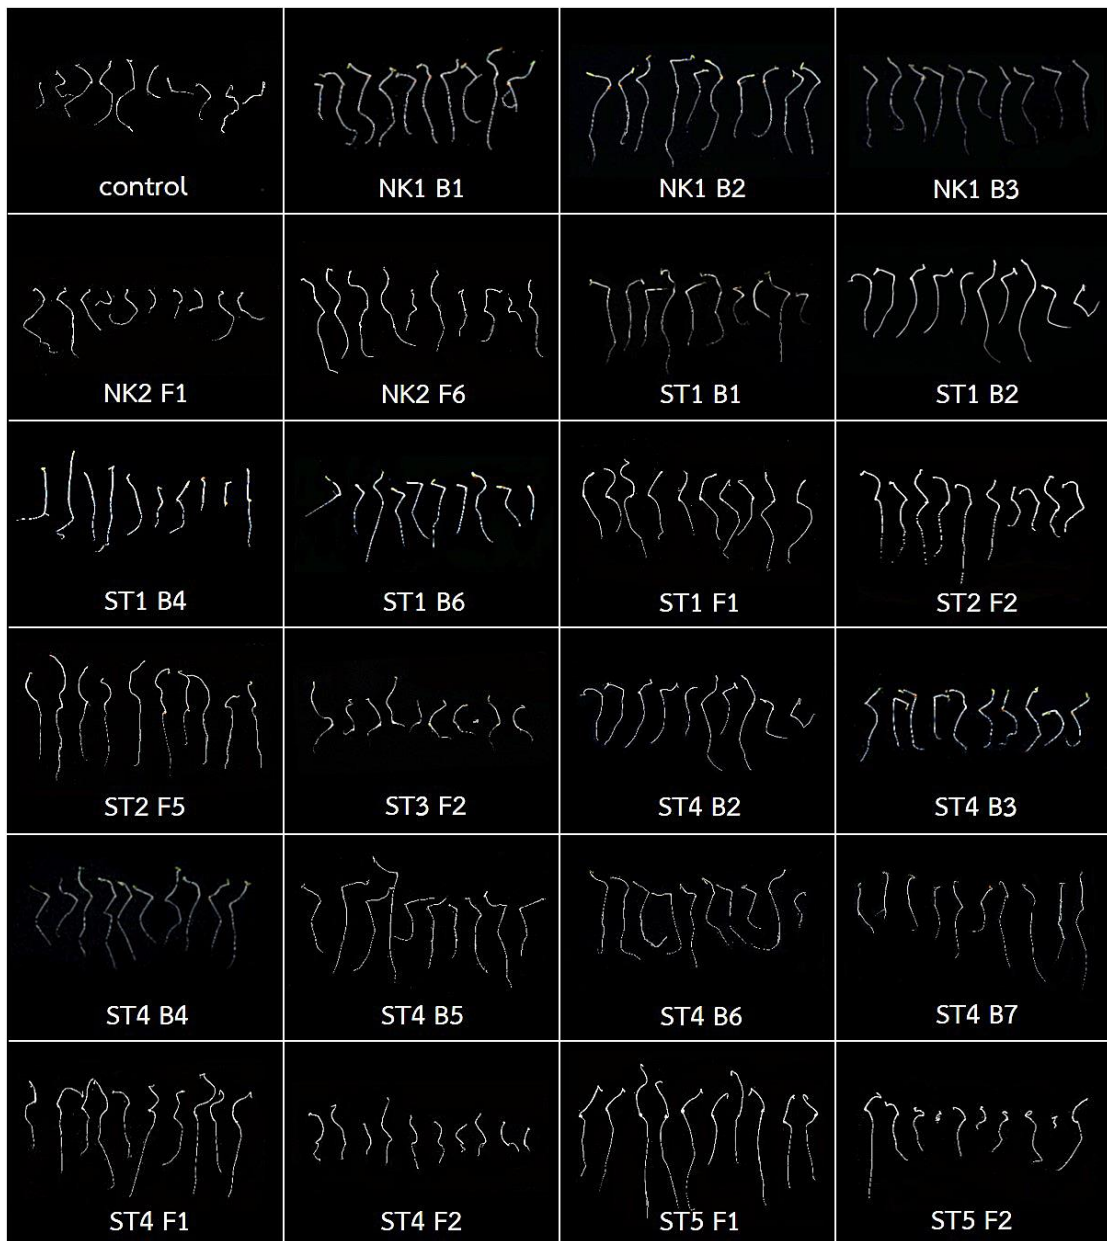 control
NK1 B1
NK1 B2
NK1 B3
NK2 F1
NK2 F6
ST1 B1
ST1 B2
ST1 B4
ST1 B6
ST1 F1
ST2 F2
ST2 F5
ST3 F2
ST4 B2
ST4 B3
ST4 B4
ST4 B5
ST4 B6
ST4 B7
ST4 F1
ST4 F2
ST5 F1
ST5 F2